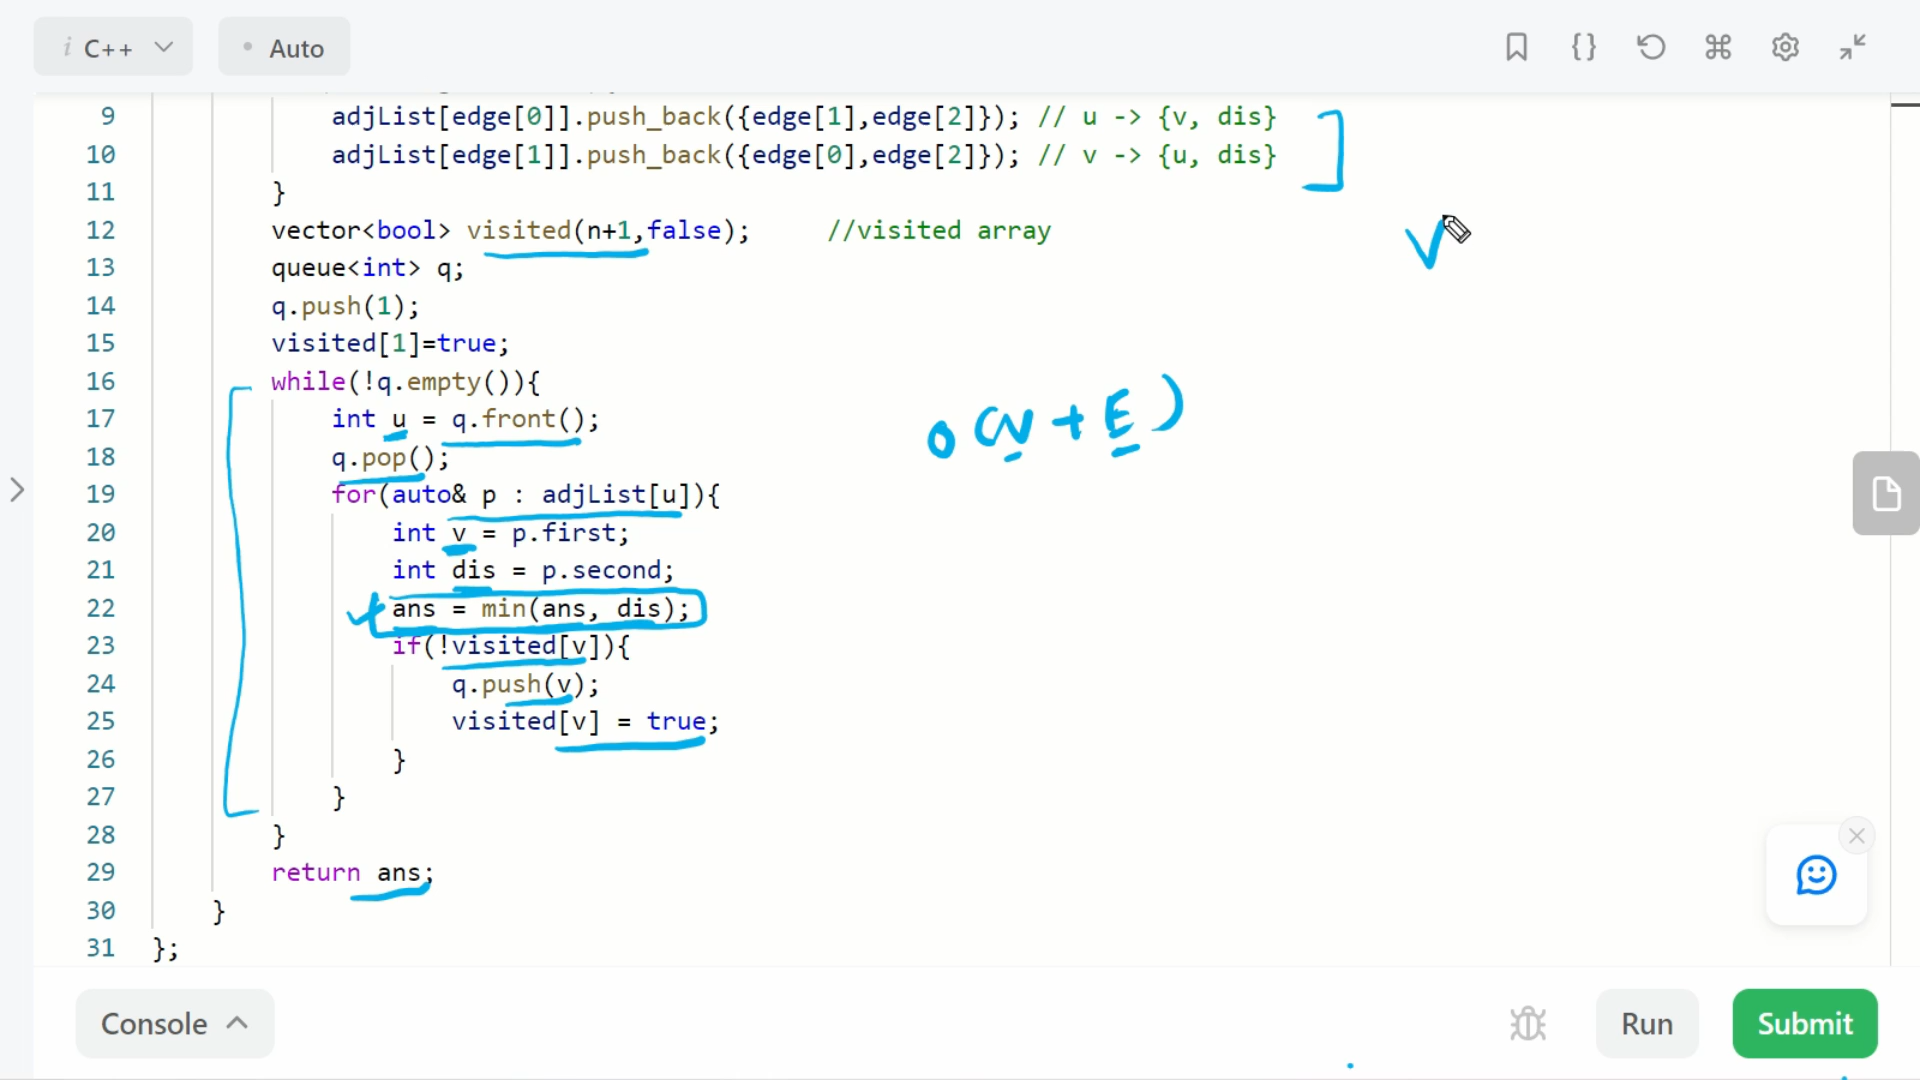 i C++ Auto
9 adjList[edge[0]].push_back({edge[1],edge[2]}); // u -> {v, dis}
10 adjList[edge[1]].push_back({edge[0],edge[2]}); // v -> {u, dis}
11 }
12 vector<bool> visited(n+1,false); //visited array
13 queue<int> q;
14 q.push(1);
15 visited[1]=true;
16 while(!q.empty()){
17 int u = q.front();
18 q.pop();
19 for(auto& p : adjList[u]){
20 int v = p.first;
21 int dis = p.second;
22 ans = min(ans, dis);
23 if(!visited[v]){
24 q.push(v);
25 visited[v] = true;
26 }
27 }
28 }
29 return ans;
30 }
31 };
O(V+E)
V
Console Run Submit